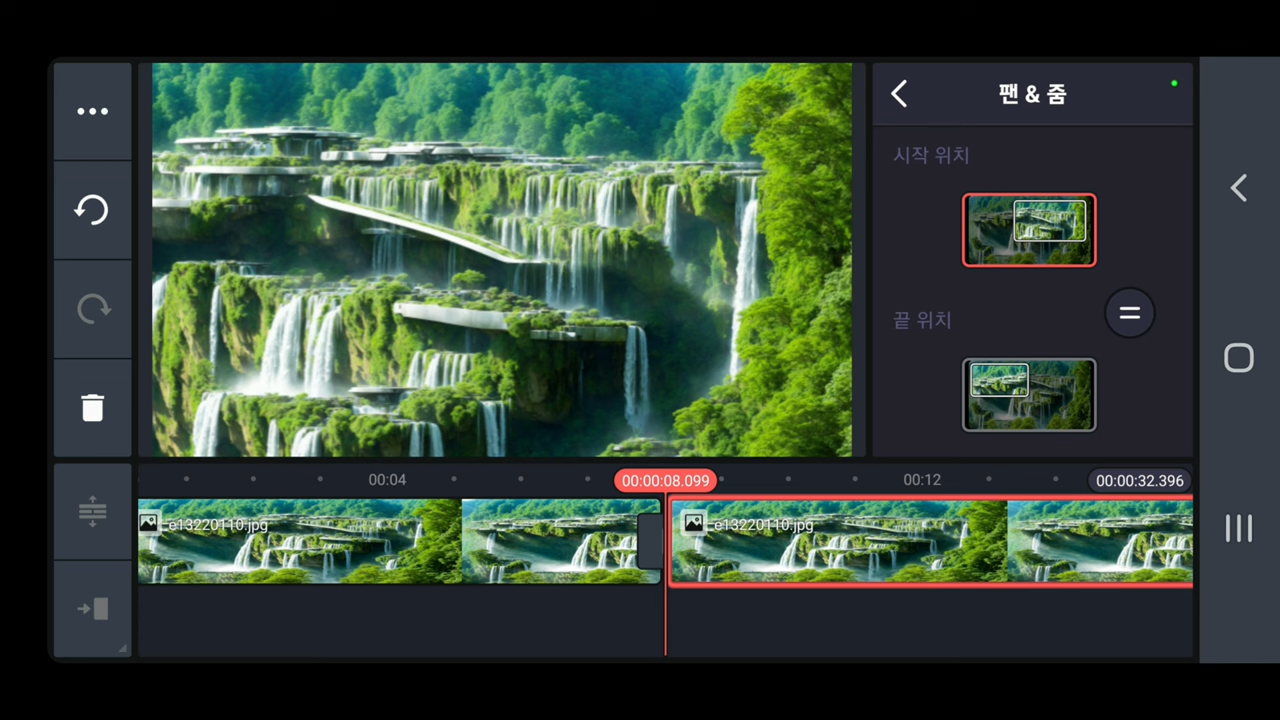 팬 & 줌
시작 위치
끝 위치
00:04
00:00:08.099
00:12
00:00:32.396
e13220110.jpg
e13220110.jpg